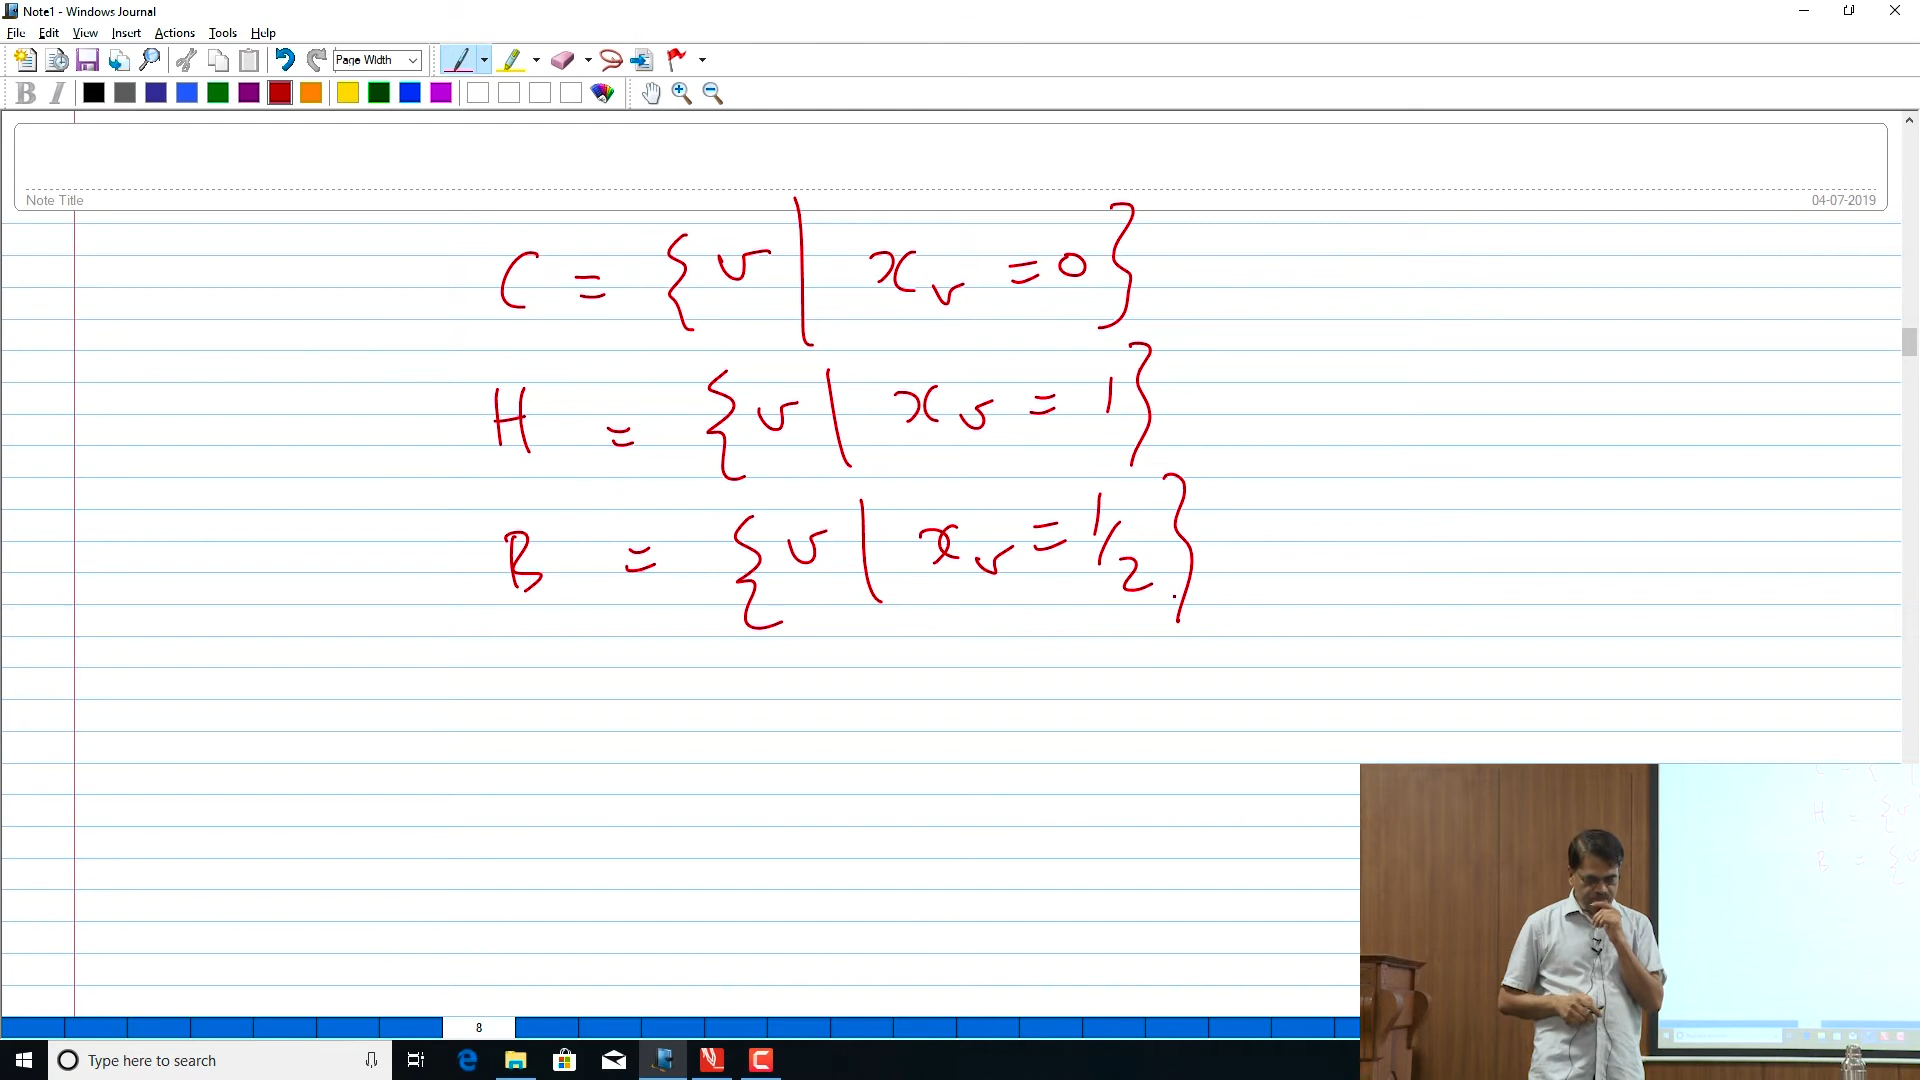 Note1 - Windows Journal
File Edit View Insert Actions Tools Help
Page Width
B I
Note Title
04-07-2019
C = {v | x_v = 0}
H = {v | x_v = 1}
B = {v | x_v = 1/2}
8
Type here to search